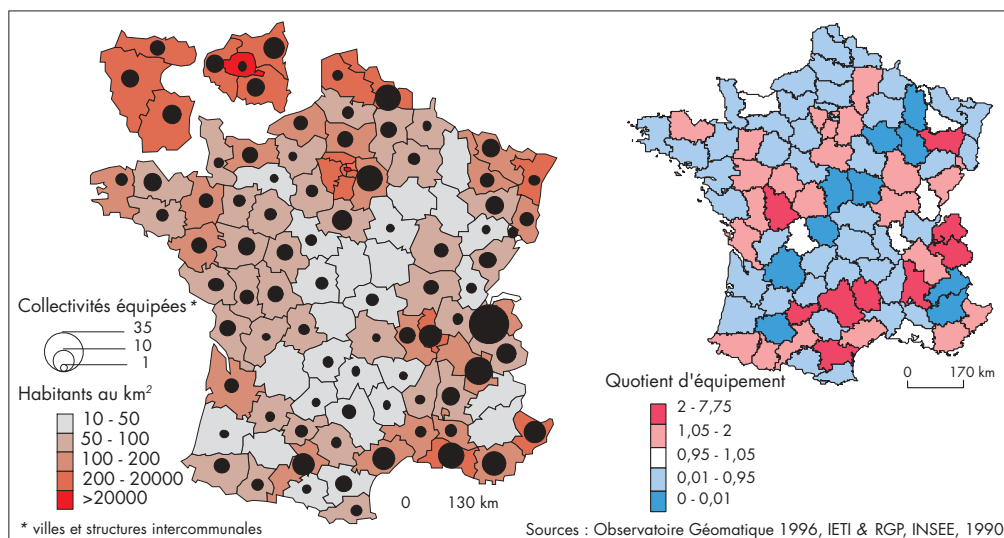 Collectivités équipées *
35
10
1
Habitants au km²
10 - 50
50 - 100
100 - 200
200 - 20000
>20000
* villes et structures intercommunales
0 130 km
Quotient d'équipement
2 - 7,75
1,05 - 2
0,95 - 1,05
0,01 - 0,95
0 - 0,01
0 170 km
Sources : Observatoire Géomatique 1996, IETI & RGP, INSEE, 1990